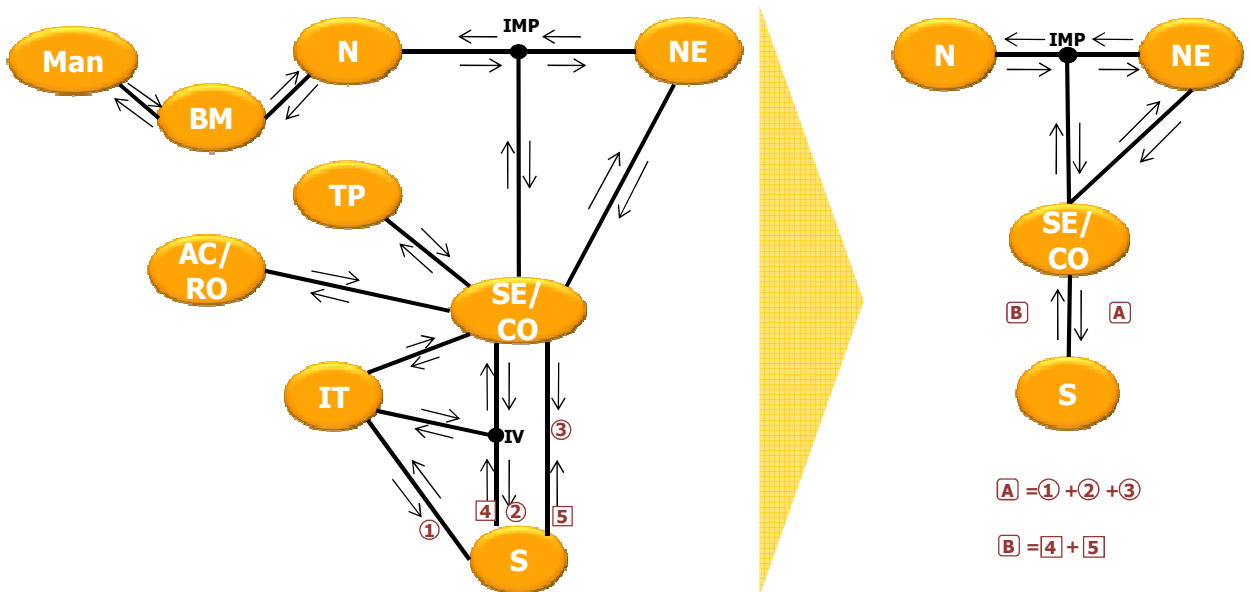 Man
BM
N
IMP
NE
TP
AC/
RO
SE/
CO
IT
IV
S
1
4
2
3
5
N
IMP
NE
SE/
CO
B
A
S
A =1 +2 +3
B =4 +5